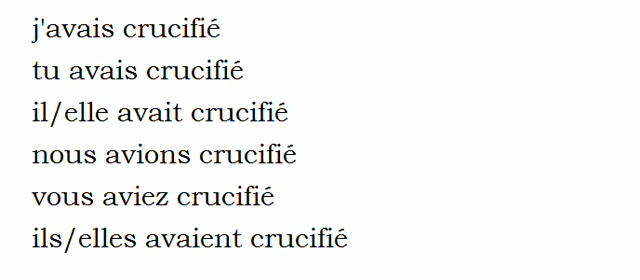 j'avais crucifié
tu avais crucifié
il/elle avait crucifié
nous avions crucifié
vous aviez crucifié
ils/elles avaient crucifié